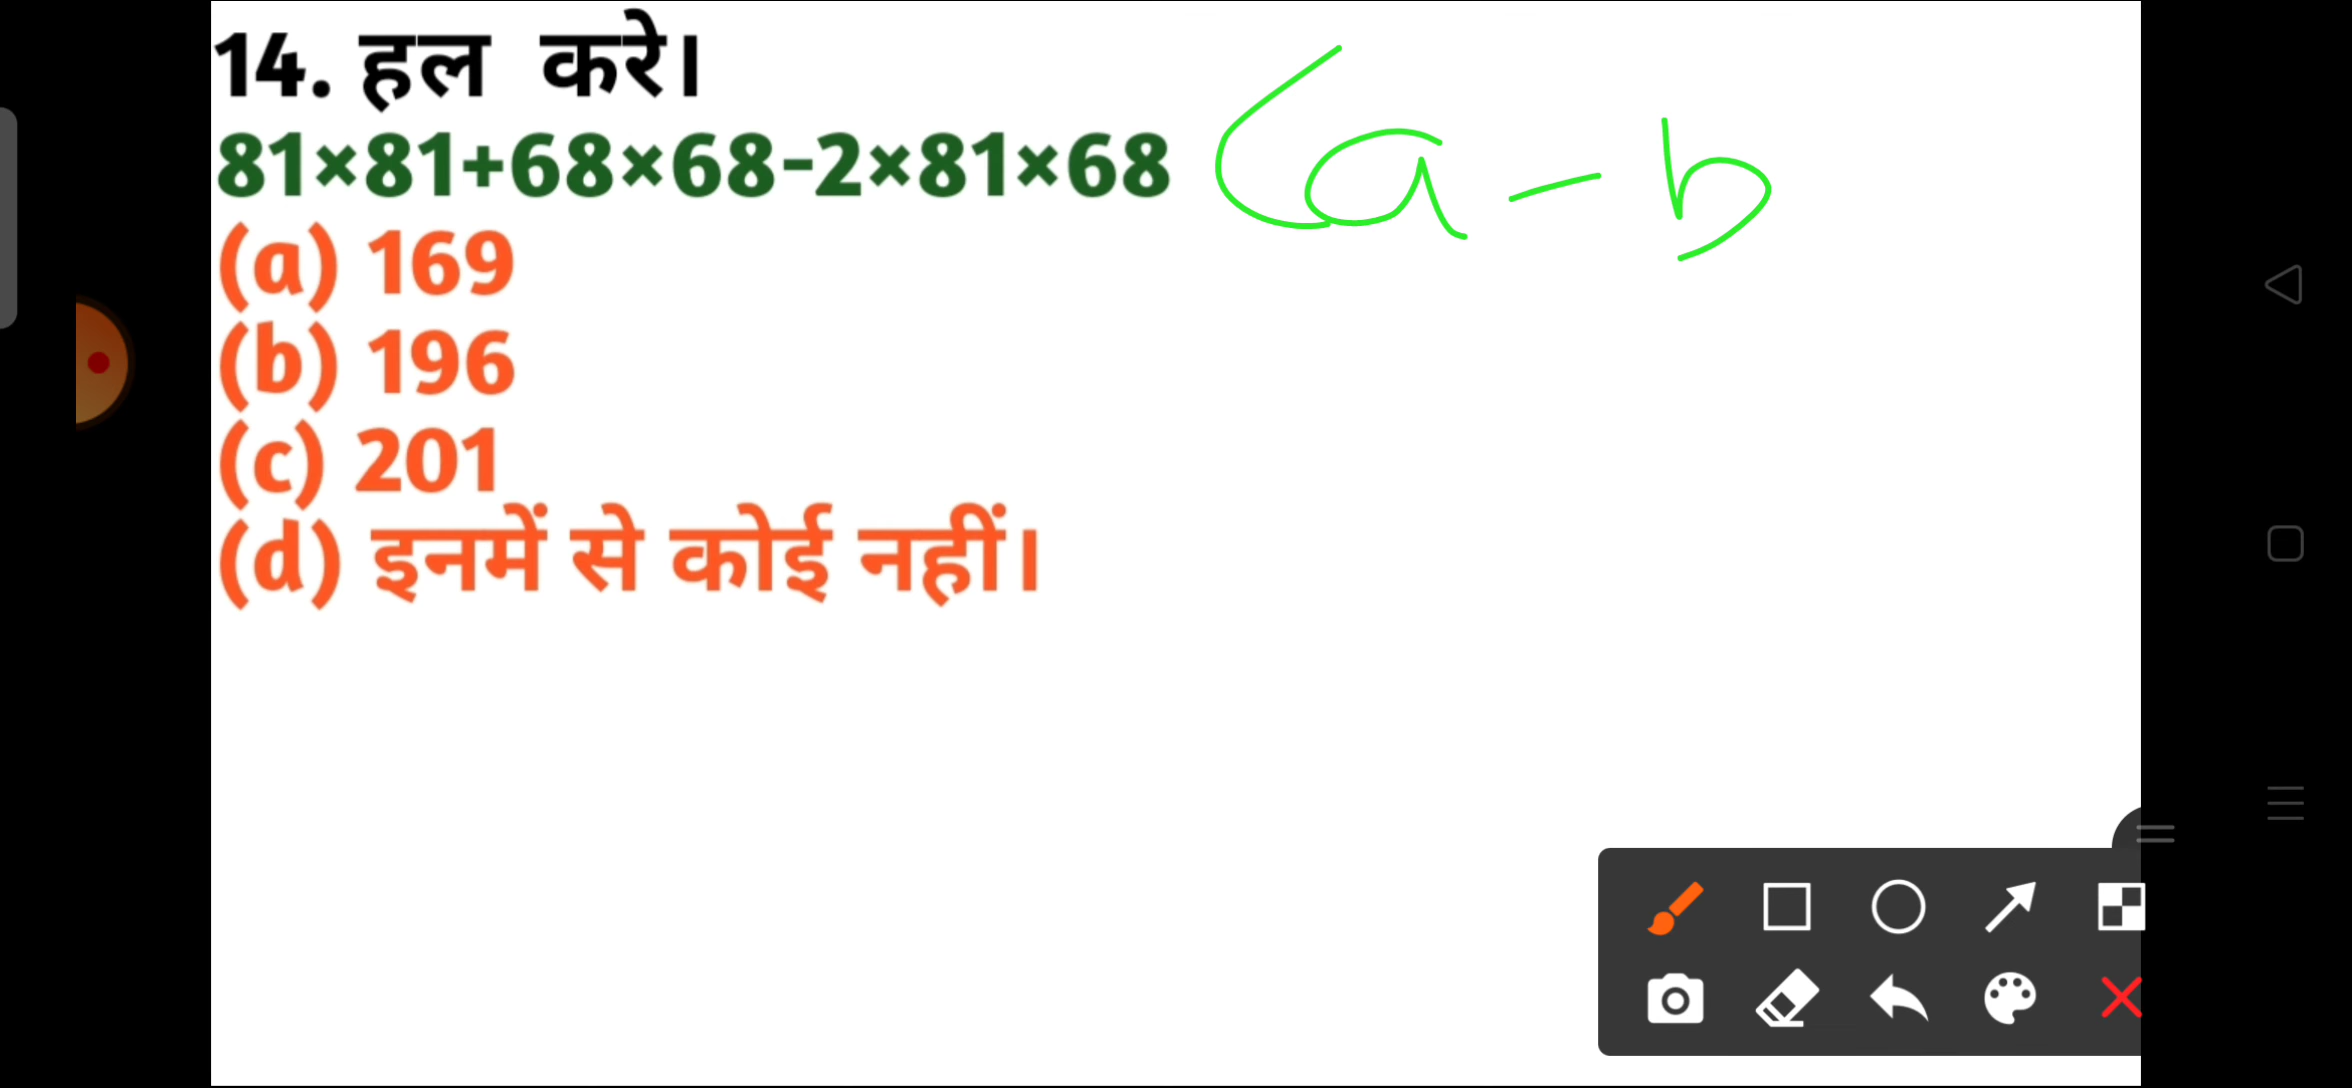 14. हल करे।
81×81+68×68-2×81×68 (a-b
(a) 169
(b) 196
(c) 201
(d) इनमें से कोई नहीं।